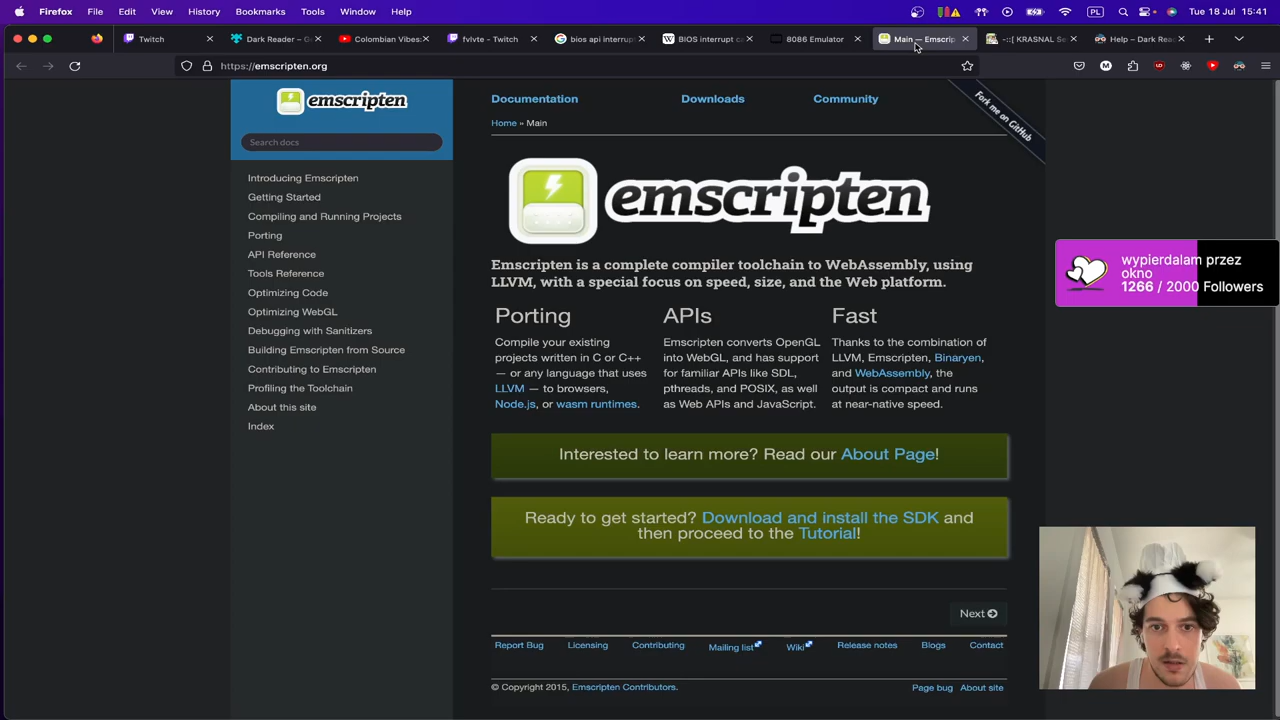 Firefox File Edit View History Bookmarks Tools Window Help
PL
Tue 18 Jul 15:41
Twitch
Dark Reader – G
Colombian Vibes:
fvlvte - Twitch
bios api interrup
BIOS interrupt ca
8086 Emulator
Main — Emscrip
-::[ KRASNAL Se
Help – Dark Rea
https://emscripten.org
emscripten
Search docs
Introducing Emscripten
Getting Started
Compiling and Running Projects
Porting
API Reference
Tools Reference
Optimizing Code
Optimizing WebGL
Debugging with Sanitizers
Building Emscripten from Source
Contributing to Emscripten
Profiling the Toolchain
About this site
Index
Documentation
Downloads
Community
Fork me on GitHub
Home » Main
emscripten
Emscripten is a complete compiler toolchain to WebAssembly, using
LLVM, with a special focus on speed, size, and the Web platform.
Porting
Compile your existing
projects written in C or C++
— or any language that uses
LLVM — to browsers,
Node.js, or wasm runtimes.
APIs
Emscripten converts OpenGL
into WebGL, and has support
for familiar APIs like SDL,
pthreads, and POSIX, as well
as Web APIs and JavaScript.
Fast
Thanks to the combination of
LLVM, Emscripten, Binaryen,
and WebAssembly, the
output is compact and runs
at near-native speed.
Interested to learn more? Read our About Page!
Ready to get started? Download and install the SDK and
then proceed to the Tutorial!
Next
Report Bug
Licensing
Contributing
Mailing list
Wiki
Release notes
Blogs
Contact
© Copyright 2015, Emscripten Contributors.
Page bug
About site
wypierdalam przez
okno
1266 / 2000 Followers